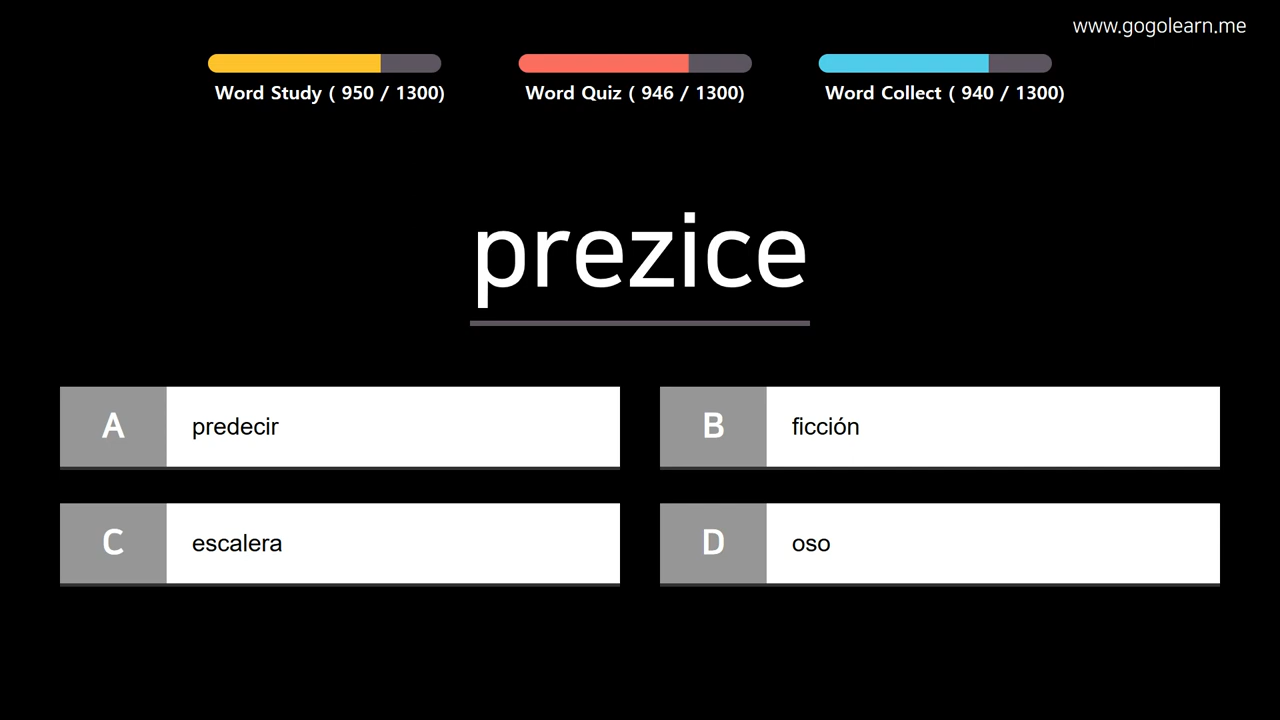 www.gogolearn.me
Word Study ( 950 / 1300)
Word Quiz ( 946 / 1300)
Word Collect ( 940 / 1300)
prezice
A predecir
B ficción
C escalera
D oso